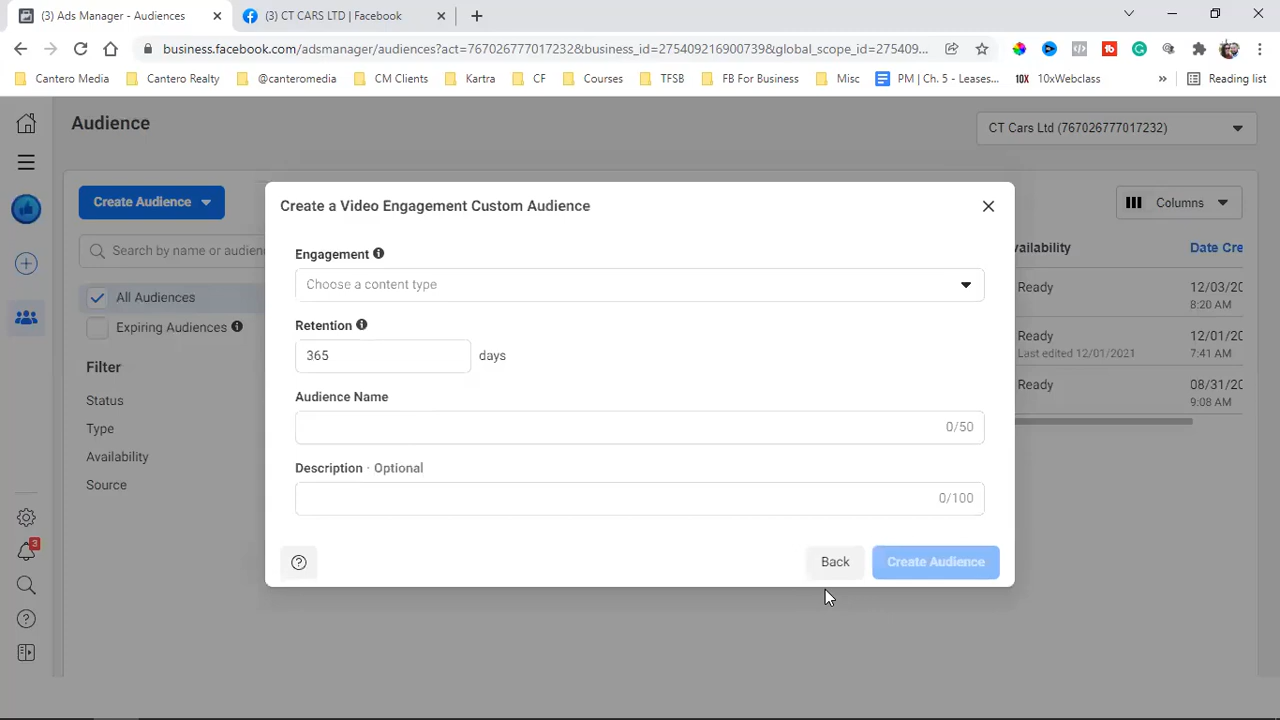 (3) Ads Manager - Audiences
(3) CT CARS LTD | Facebook
business.facebook.com/adsmanager/audiences?act=767026777017232&business_id=275409216900739&global_scope_id=275409...
Cantero Media
Cantero Realty
@canteromedia
CM Clients
Kartra
CF
Courses
TFSB
FB For Business
Misc
PM | Ch. 5 - Leases...
10X 10xWebclass
»
Reading list
Audience
CT Cars Ltd (767026777017232)
Create Audience
Columns
Search by name or audien
vailability
Date Cre
All Audiences
Expiring Audiences
Filter
Status
Type
Availability
Source
Ready
12/03/20
8:20 AM
Ready
12/01/20
Last edited 12/01/2021
7:41 AM
Ready
08/31/20
9:08 AM
Create a Video Engagement Custom Audience
Engagement
Choose a content type
Retention
365
days
Audience Name
0/50
Description · Optional
0/100
Back
Create Audience
3